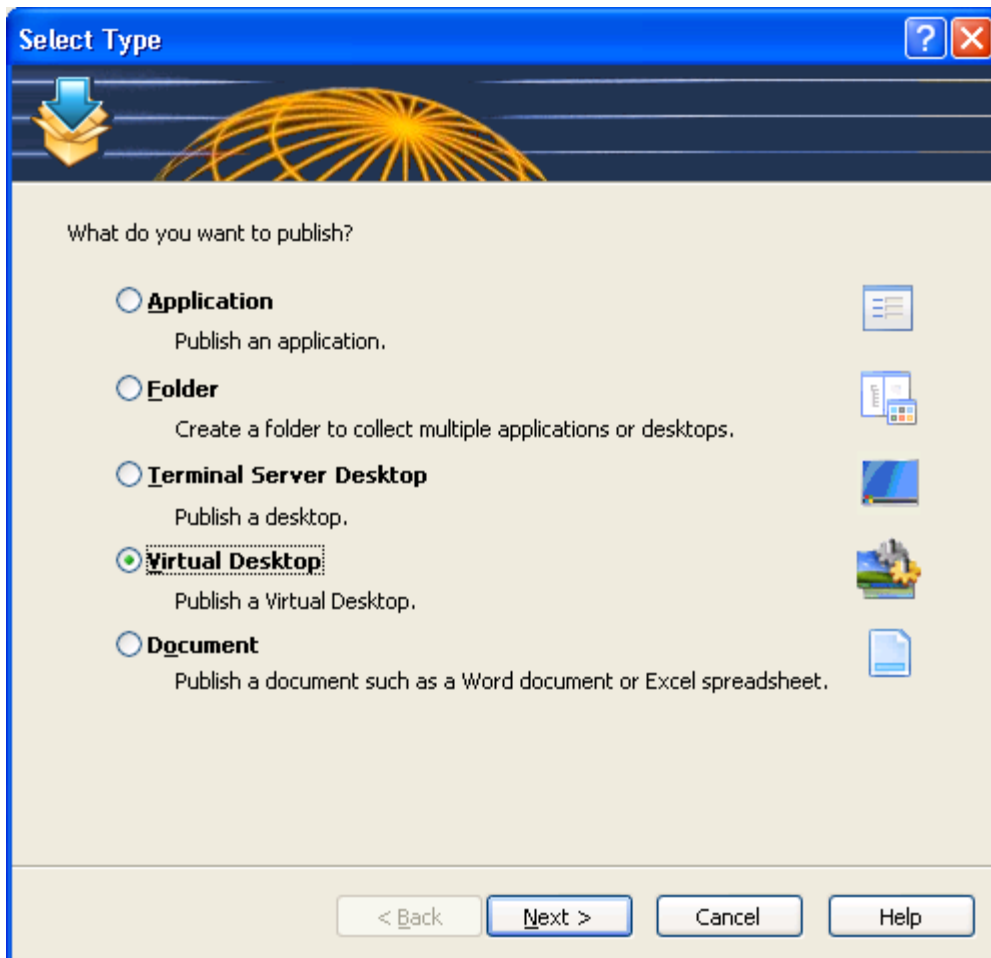 Select Type
What do you want to publish?
Application
Publish an application.
Folder
Create a folder to collect multiple applications or desktops.
Terminal Server Desktop
Publish a desktop.
Virtual Desktop
Publish a Virtual Desktop.
Document
Publish a document such as a Word document or Excel spreadsheet.
< Back Next > Cancel Help